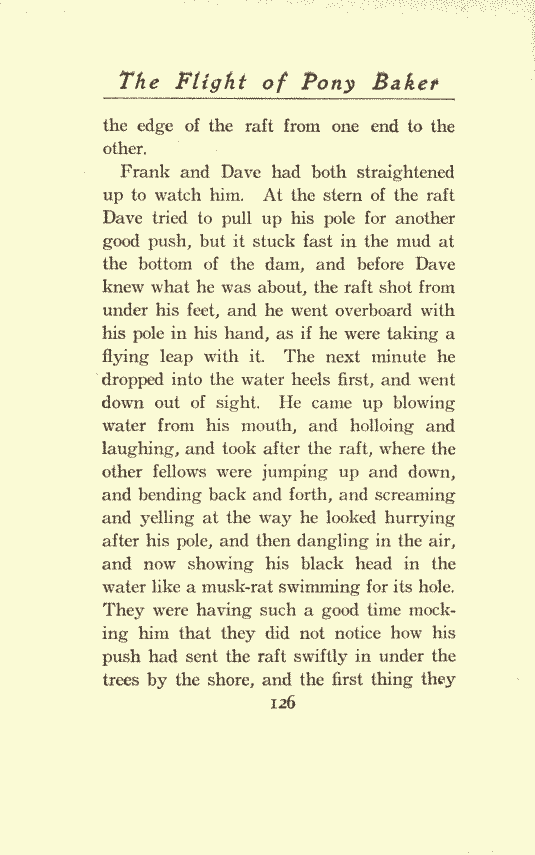 The Flight of Pony Baker
the edge of the raft from one end to the
other.
Frank and Dave had both straightened
up to watch him. At the stern of the raft
Dave tried to pull up his pole for another
good push, but it stuck fast in the mud at
the bottom of the dam, and before Dave
knew what he was about, the raft shot from
under his feet, and he went overboard with
his pole in his hand, as if he were taking a
flying leap with it. The next minute he
dropped into the water heels first, and went
down out of sight. He came up blowing
water from his mouth, and holloing and
laughing, and took after the raft, where the
other fellows were jumping up and down,
and bending back and forth, and screaming
and yelling at the way he looked hurrying
after his pole, and then dangling in the air,
and now showing his black head in the
water like a musk-rat swimming for its hole.
They were having such a good time mock-
ing him that they did not notice how his
push had sent the raft swiftly in under the
trees by the shore, and the first thing they
126